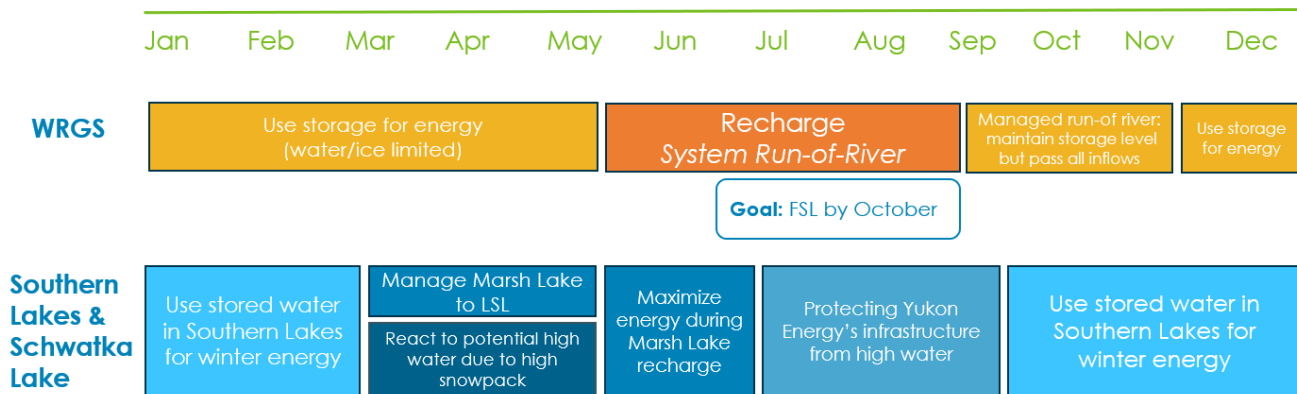 Jan Feb Mar Apr May Jun Jul Aug Sep Oct Nov Dec
WRGS
Use storage for energy
(water/ice limited)
Recharge
System Run-of-River
Managed run-of river:
maintain storage level
but pass all inflows
Use storage
for energy
Goal: FSL by October
Southern
Lakes &
Schwatka
Lake
Use stored water
in Southern Lakes
for winter energy
Manage Marsh Lake
to LSL
React to potential high
water due to high
snowpack
Maximize
energy during
Marsh Lake
recharge
Protecting Yukon
Energy's infrastructure
from high water
Use stored water in
Southern Lakes for
winter energy